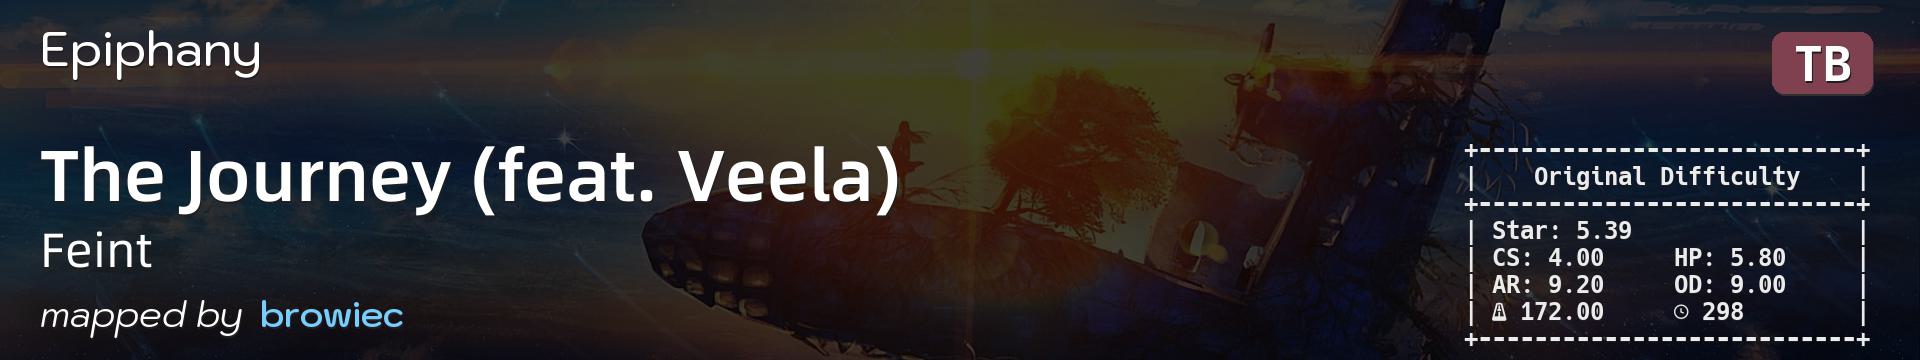 Epiphany
TB
The Journey (feat. Veela)
Feint
mapped by browiec
Original Difficulty
Star: 5.39
CS: 4.00 HP: 5.80
AR: 9.20 OD: 9.00
172.00 298